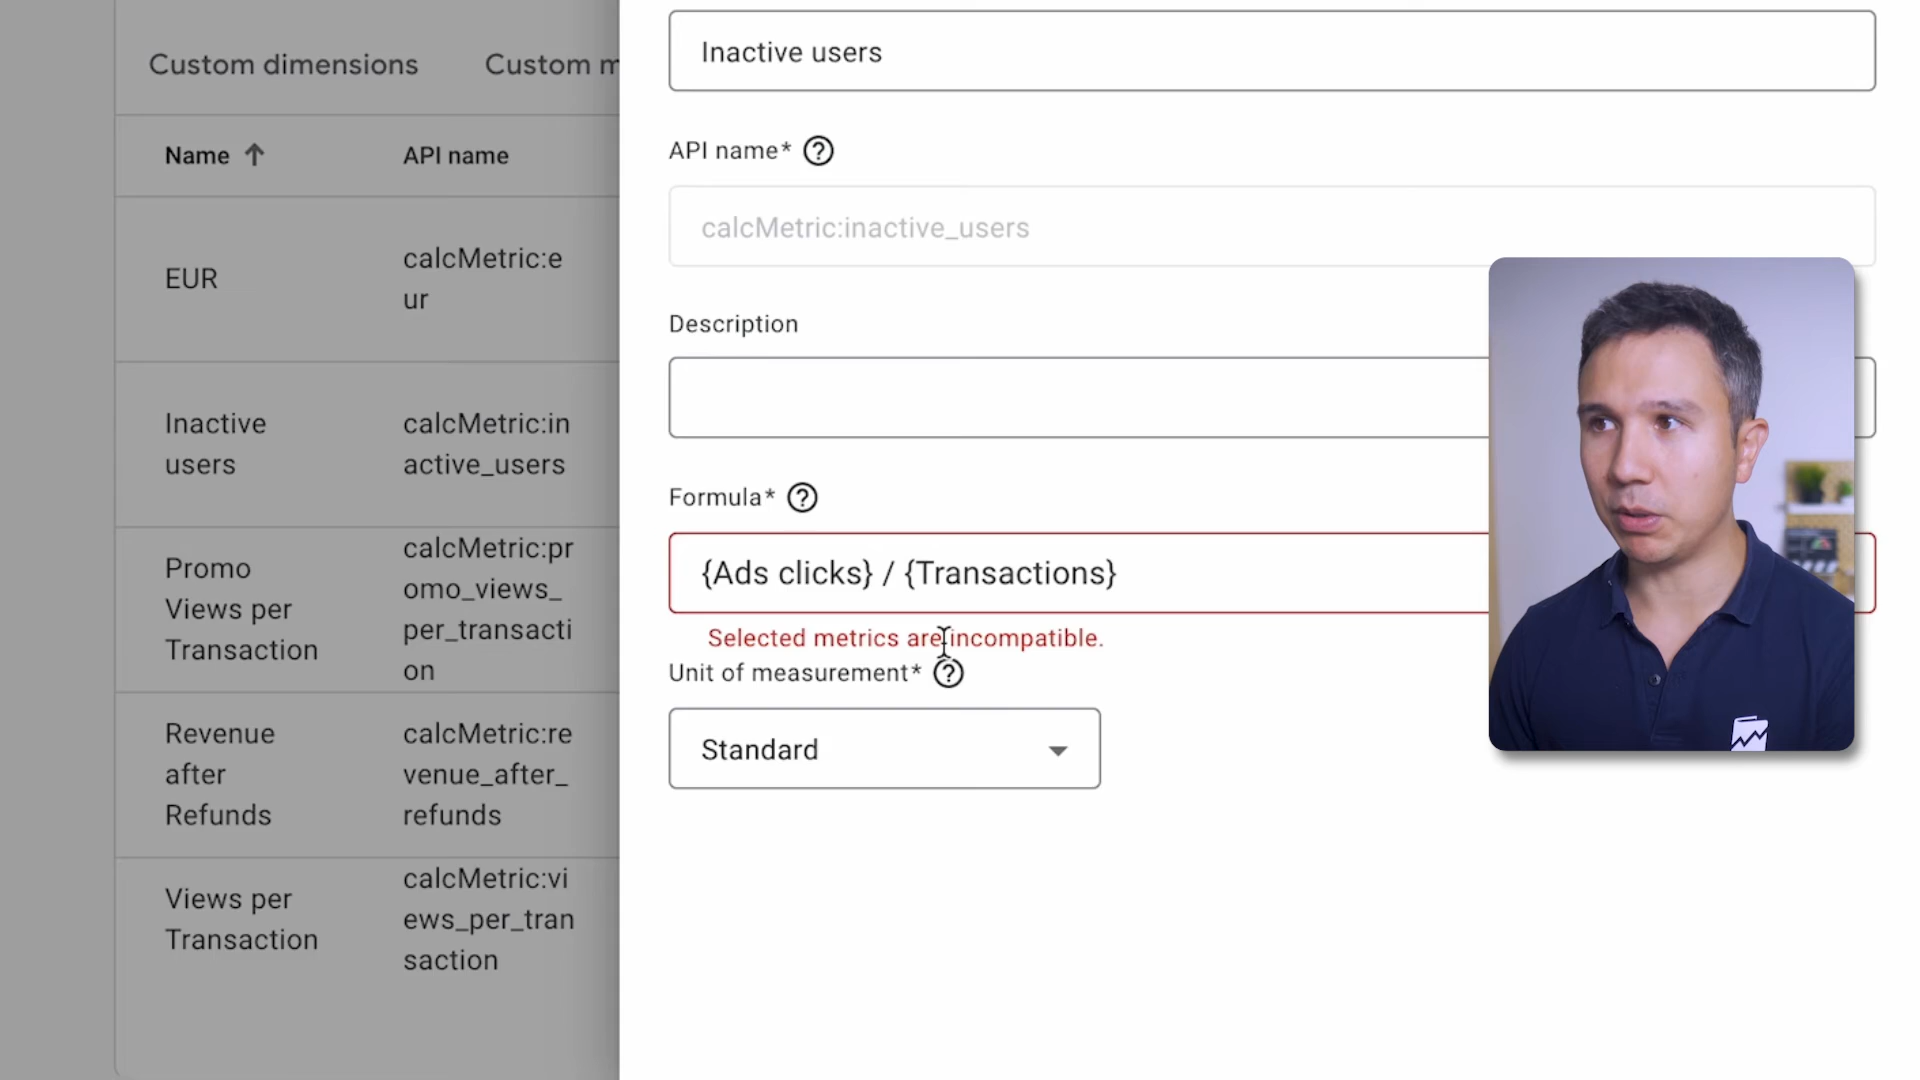 Custom dimensions
Custom m
Name
API name
EUR
calcMetric:e
ur
Inactive
users
calcMetric:in
active_users
Promo
Views per
Transaction
calcMetric:pr
omo_views_
per_transacti
on
Revenue
after
Refunds
calcMetric:re
venue_after_
refunds
Views per
Transaction
calcMetric:vi
ews_per_tran
saction
Inactive users
API name*
calcMetric:inactive_users
Description
Formula*
{Ads clicks} / {Transactions}
Selected metrics are incompatible.
Unit of measurement*
Standard